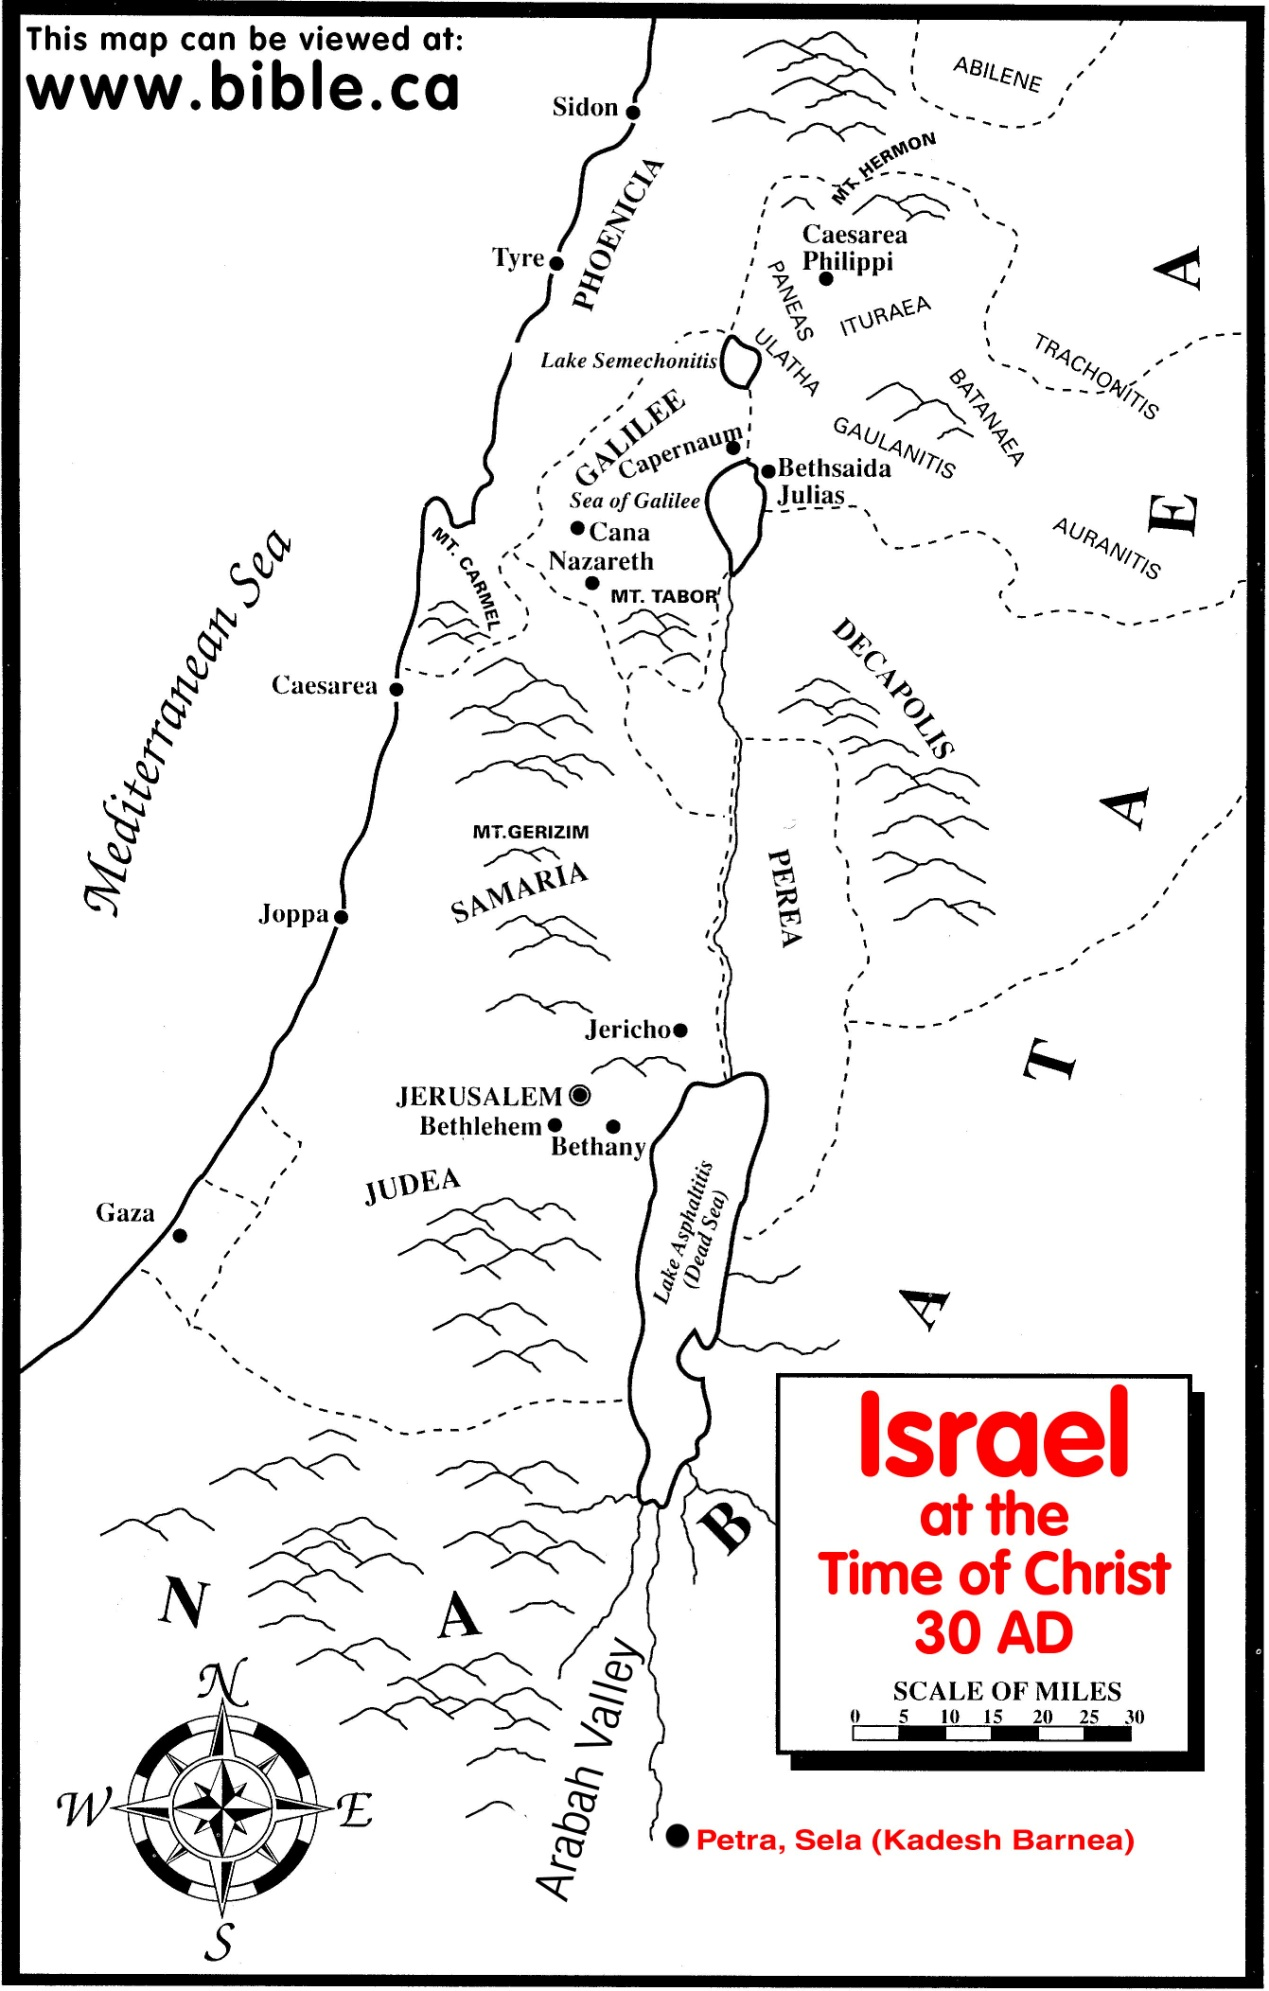 This map can be viewed at:
www.bible.ca
ABILENE
Sidon
MT. HERMON
PHOENICIA
Caesarea
Philippi
Tyre
PANEAS
ITURAEA
A
ULATHA
TRACHONITIS
Lake Semechonitis
BATANAEA
GALILEE
GAULANITIS
Capernaum
Bethsaida
Julias
Sea of Galilee
E
Cana
AURANITIS
MT. CARMEL
Nazareth
MT. TABOR
Mediterranean Sea
DECAPOLIS
Caesarea
A
MT.GERIZIM
SAMARIA
PEREA
Joppa
Jericho
T
JERUSALEM
Bethlehem
Bethany
JUDEA
Gaza
Lake Asphaltitis
(Dead Sea)
A
Israel
at the
Time of Christ
30 AD
SCALE OF MILES
0 5 10 15 20 25 30
B
N
A
Arabah Valley
N
W
E
S
Petra, Sela (Kadesh Barnea)